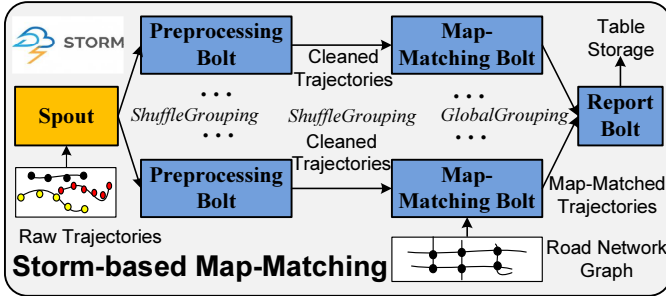 STORM
Preprocessing
Bolt
Cleaned
Trajectories
Map-
Matching Bolt
Table
Storage
Spout
ShuffleGrouping
ShuffleGrouping
GlobalGrouping
Report
Bolt
Raw Trajectories
Preprocessing
Bolt
Cleaned
Trajectories
Map-
Matching Bolt
Map-Matched
Trajectories
Road Network
Graph
Storm-based Map-Matching